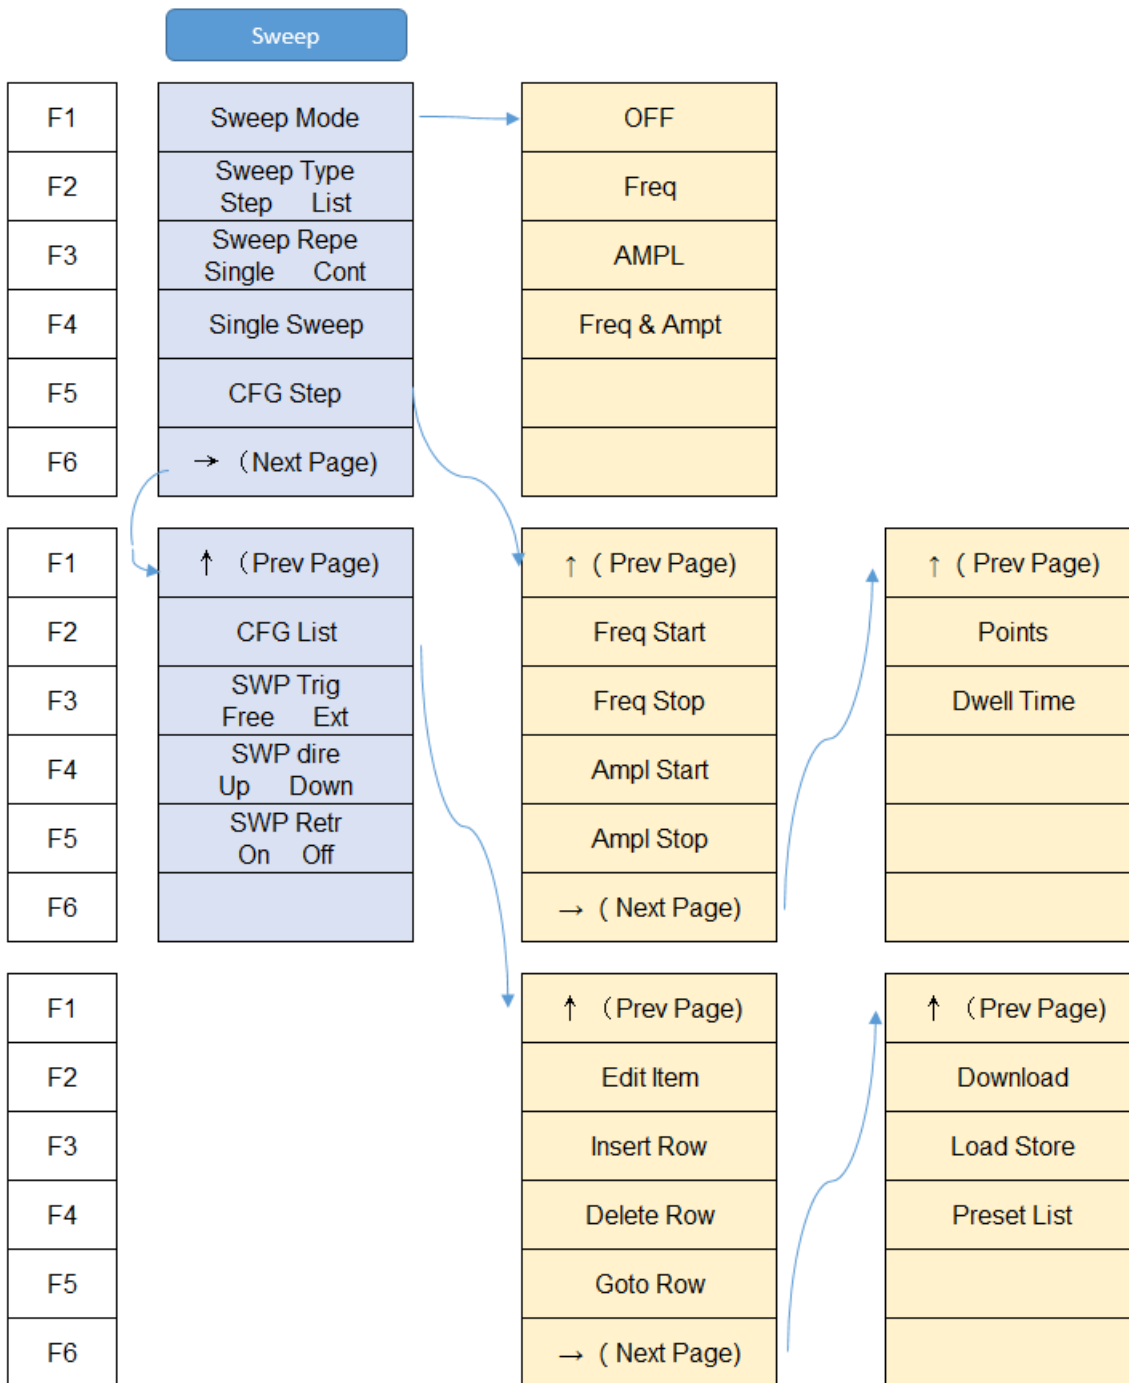 Sweep
F1 Sweep Mode OFF
F2 Sweep Type Freq
Step List
F3 Sweep Repe AMPL
Single Cont
F4 Single Sweep Freq & Ampt
F5 CFG Step
F6 → （Next Page)
F1 ↑ （Prev Page) ↑ ( Prev Page) ↑ ( Prev Page)
F2 CFG List Freq Start Points
F3 SWP Trig Freq Stop Dwell Time
Free Ext
F4 SWP dire Ampl Start
Up Down
F5 SWP Retr Ampl Stop
On Off
F6 → ( Next Page)
F1 ↑ （Prev Page) ↑ （Prev Page)
F2 Edit Item Download
F3 Insert Row Load Store
F4 Delete Row Preset List
F5 Goto Row
F6 → ( Next Page)